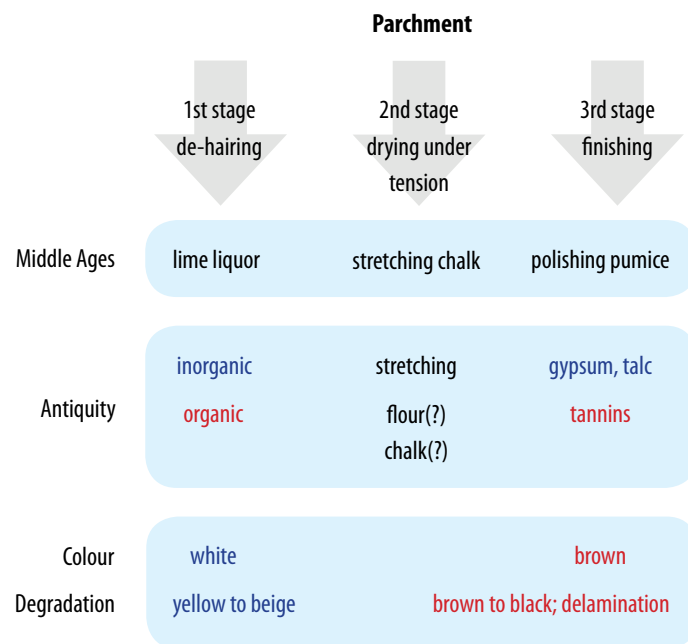 Parchment
1st stage 2nd stage 3rd stage
de-hairing drying under finishing
tension
Middle Ages lime liquor stretching chalk polishing pumice
inorganic stretching gypsum, talc
Antiquity
organic flour(?) tannins
chalk(?)
Colour white brown
Degradation yellow to beige brown to black; delamination